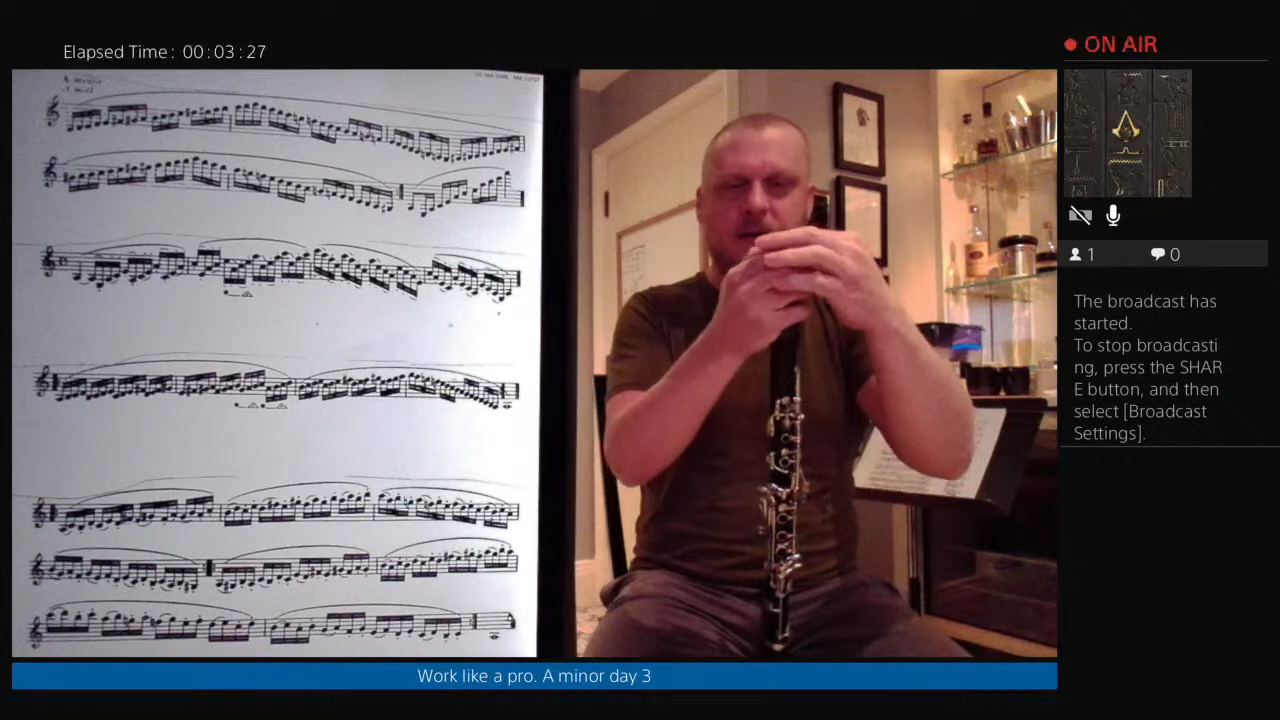 Elapsed Time: 00:03:27
ON AIR
1
0
The broadcast has
started.
To stop broadcasti
ng, press the SHAR
E button, and then
select [Broadcast
Settings].
Work like a pro. A minor day 3